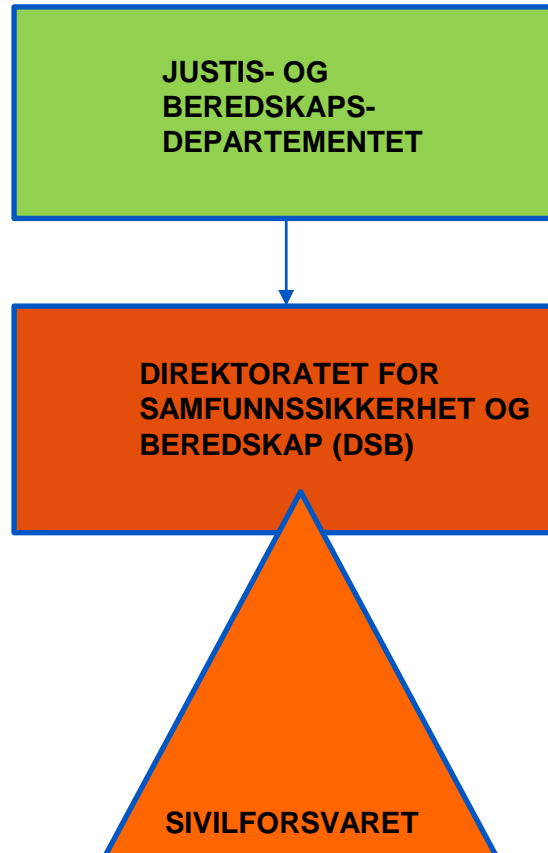 JUSTIS- OG
BEREDSKAPS-
DEPARTEMENTET
DIREKTORATET FOR
SAMFUNNSSIKKERHET OG
BEREDSKAP (DSB)
SIVILFORSVARET